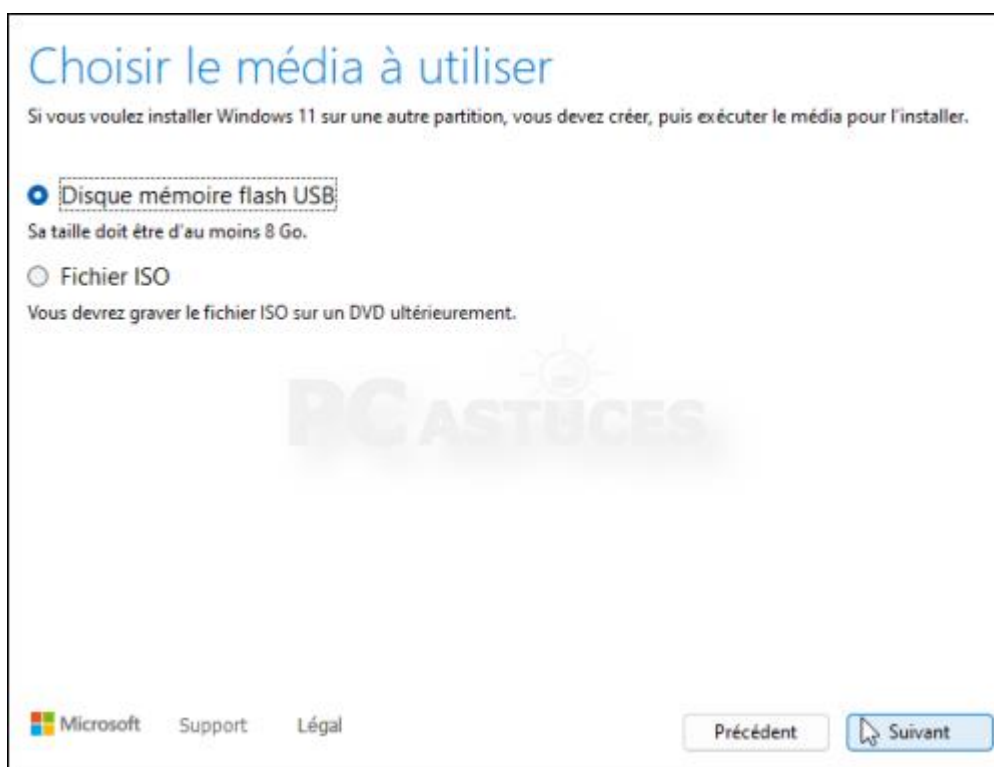 Choisir le média à utiliser
Si vous voulez installer Windows 11 sur une autre partition, vous devez créer, puis exécuter le média pour l'installer.
Disque mémoire flash USB
Sa taille doit être d'au moins 8 Go.
Fichier ISO
Vous devrez graver le fichier ISO sur un DVD ultérieurement.
PC ASTUCES
Microsoft Support Légal Précédent Suivant